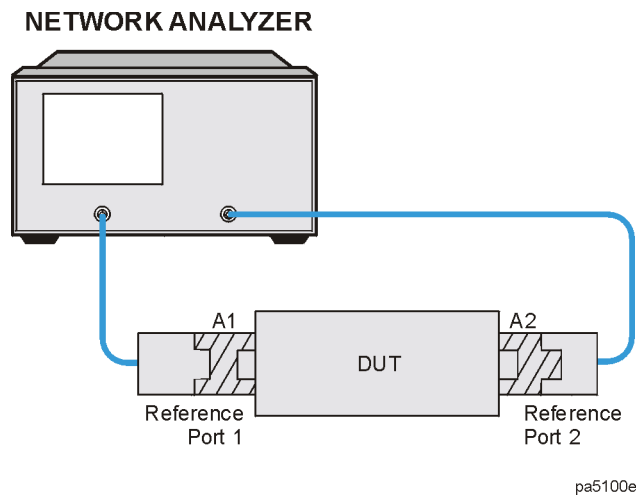 NETWORK ANALYZER
A1
A2
DUT
Reference
Port 1
Reference
Port 2
pa5100e